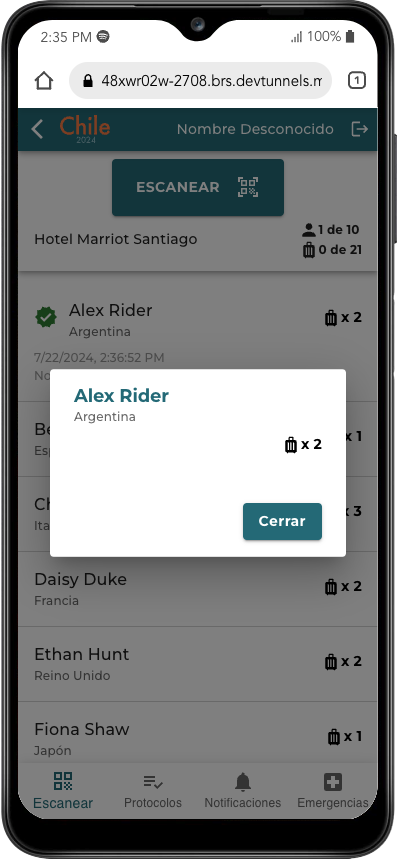 2:35 PM 100%
48xwr02w-2708.brs.devtunnels.m 1
Chile
2024
Nombre Desconocido
ESCANEAR
Hotel Marriot Santiago
1 de 10
0 de 21
Alex Rider
Argentina
x 2
7/22/2024, 2:36:52 PM
No
Alex Rider
Argentina
x 2
Cerrar
Be
Esp
x 1
Ch
Ita
x 3
Daisy Duke
Francia
x 2
Ethan Hunt
Reino Unido
x 2
Fiona Shaw
Japón
x 1
Escanear Protocolos Notificaciones Emergencias